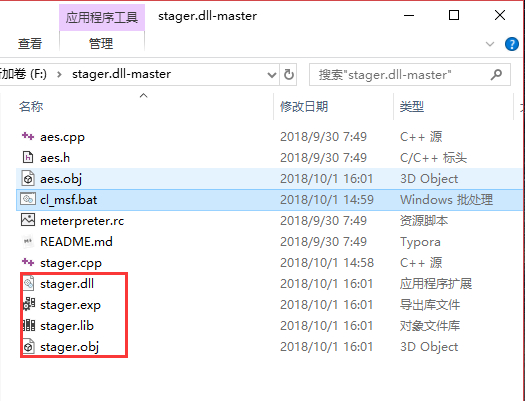 应用程序工具
stager.dll-master
查看
管理
加卷 (F:)
stager.dll-master
搜索"stager.dll-master"
名称
修改日期
类型
aes.cpp
2018/9/30 7:49
C++ 源
aes.h
2018/9/30 7:49
C/C++ 标头
aes.obj
2018/10/1 16:01
3D Object
cl_msf.bat
2018/10/1 14:59
Windows 批处理
meterpreter.rc
2018/9/30 7:49
资源脚本
README.md
2018/9/30 7:49
Typora
stager.cpp
2018/10/1 14:58
C++ 源
stager.dll
2018/10/1 16:01
应用程序扩展
stager.exp
2018/10/1 16:01
导出库文件
stager.lib
2018/10/1 16:01
对象文件库
stager.obj
2018/10/1 16:01
3D Object